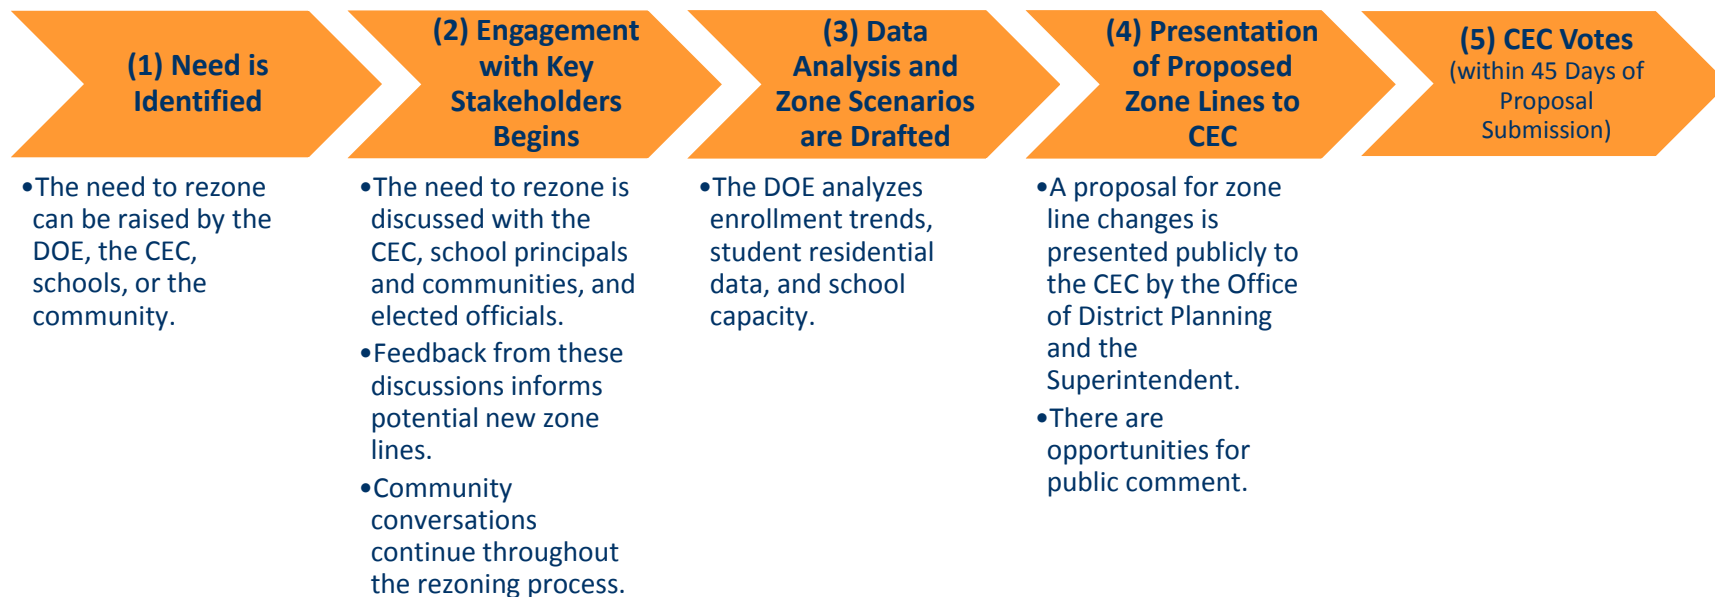 (1) Need is
Identified
•The need to rezone
can be raised by the
DOE, the CEC,
schools, or the
community.
(2) Engagement
with Key
Stakeholders
Begins
•The need to rezone is
discussed with the
CEC, school principals
and communities, and
elected officials.
•Feedback from these
discussions informs
potential new zone
lines.
•Community
conversations
continue throughout
the rezoning process.
(3) Data
Analysis and
Zone Scenarios
are Drafted
•The DOE analyzes
enrollment trends,
student residential
data, and school
capacity.
(4) Presentation
of Proposed
Zone Lines to
CEC
•A proposal for zone
line changes is
presented publicly to
the CEC by the Office
of District Planning
and the
Superintendent.
•There are
opportunities for
public comment.
(5) CEC Votes
(within 45 Days of
Proposal
Submission)